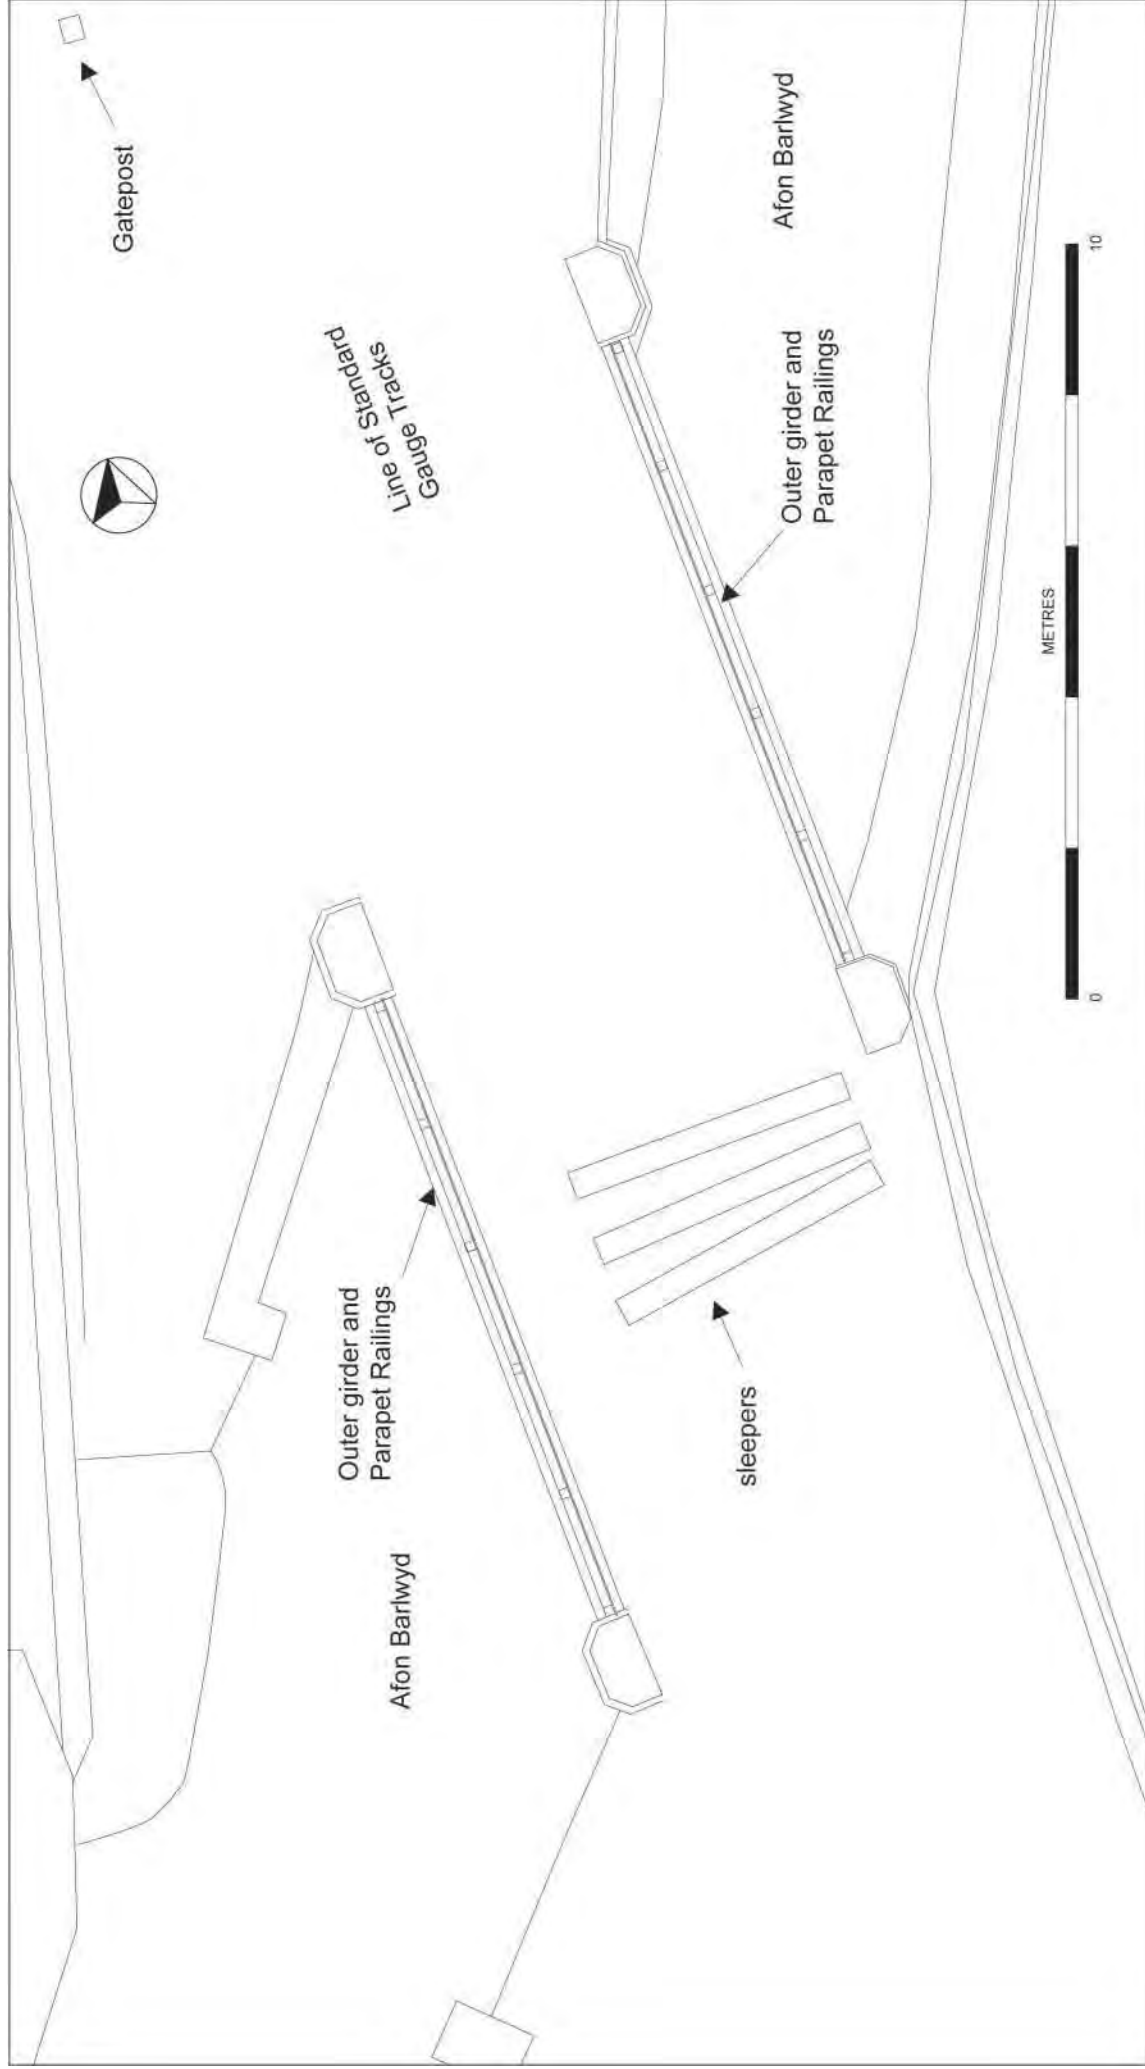 Gatepost
Line of Standard
Gauge Tracks
Afon Barlwyd
Outer girder and
Parapet Railings
Outer girder and
Parapet Railings
Afon Barlwyd
sleepers
METRES
0
10